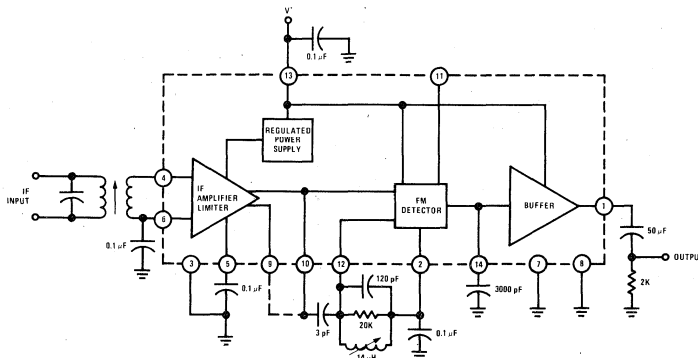 V+
0.1 µF
13
11
REGULATED
POWER
SUPPLY
IF
INPUT
4
6
IF
AMPLIFIER
LIMITER
FM
DETECTOR
BUFFER
1
50 µF
OUTPUT
2K
0.1 µF
3
5
9
10
12
2
14
7
8
0.1 µF
3 pF
120 pF
20K
14 µH
0.1 µF
3000 pF